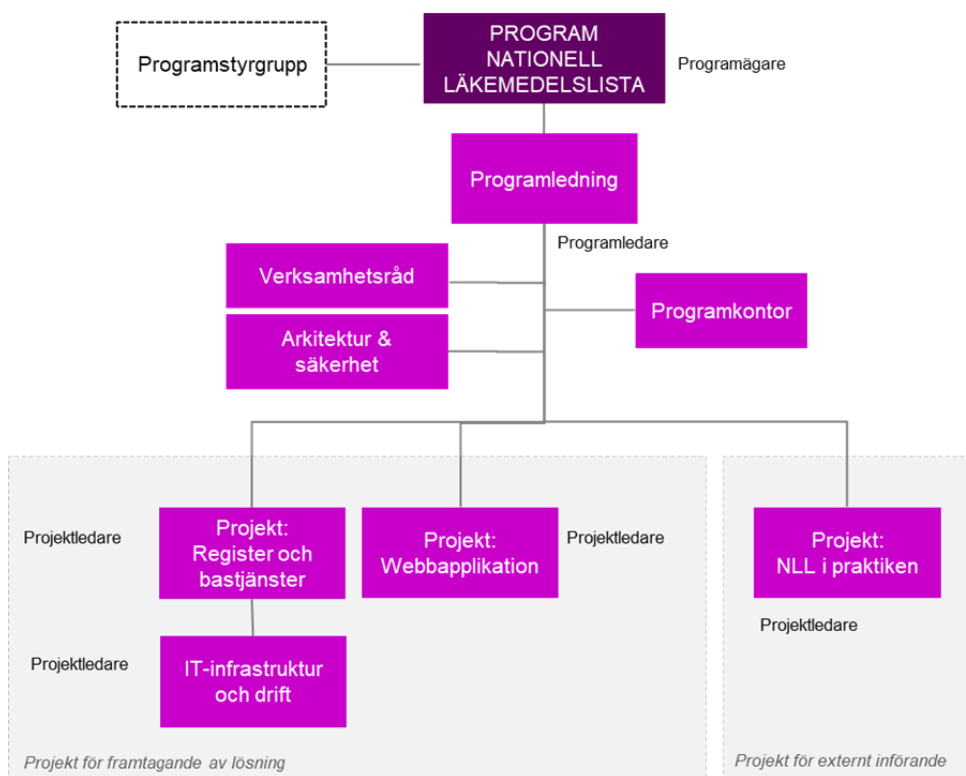 Programstyrgrupp
PROGRAM
NATIONELL
LÄKEMEDELSLISTA
Programägare
Programledning
Programledare
Verksamhetsråd
Programkontor
Arkitektur &
säkerhet
Projektledare
Projekt:
Register och
bastjänster
Projekt:
Webbapplikation
Projektledare
Projekt:
NLL i praktiken
Projektledare
Projektledare
IT-infrastruktur
och drift
Projekt för framtagande av lösning
Projekt för externt införande